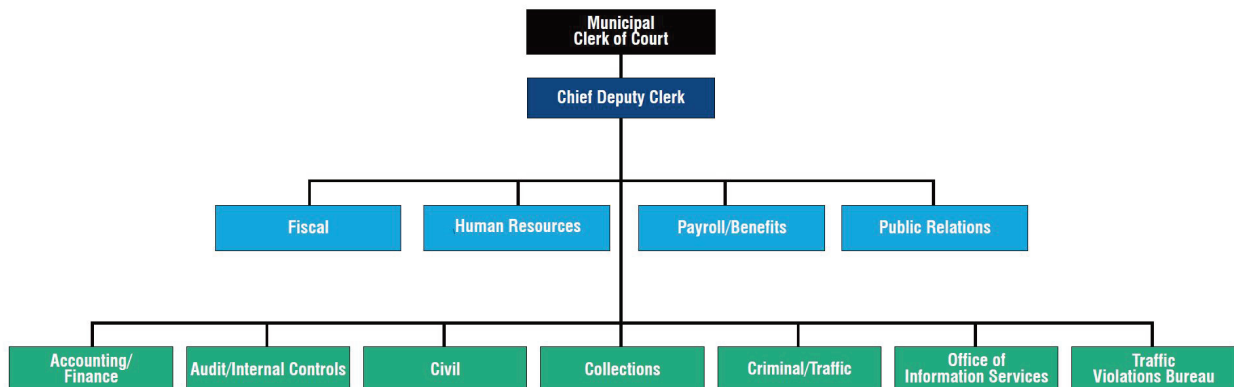 Municipal
Clerk of Court
Chief Deputy Clerk
Fiscal
Human Resources
Payroll/Benefits
Public Relations
Accounting/
Finance
Audit/Internal Controls
Civil
Collections
Criminal/Traffic
Office of
Information Services
Traffic
Violations Bureau